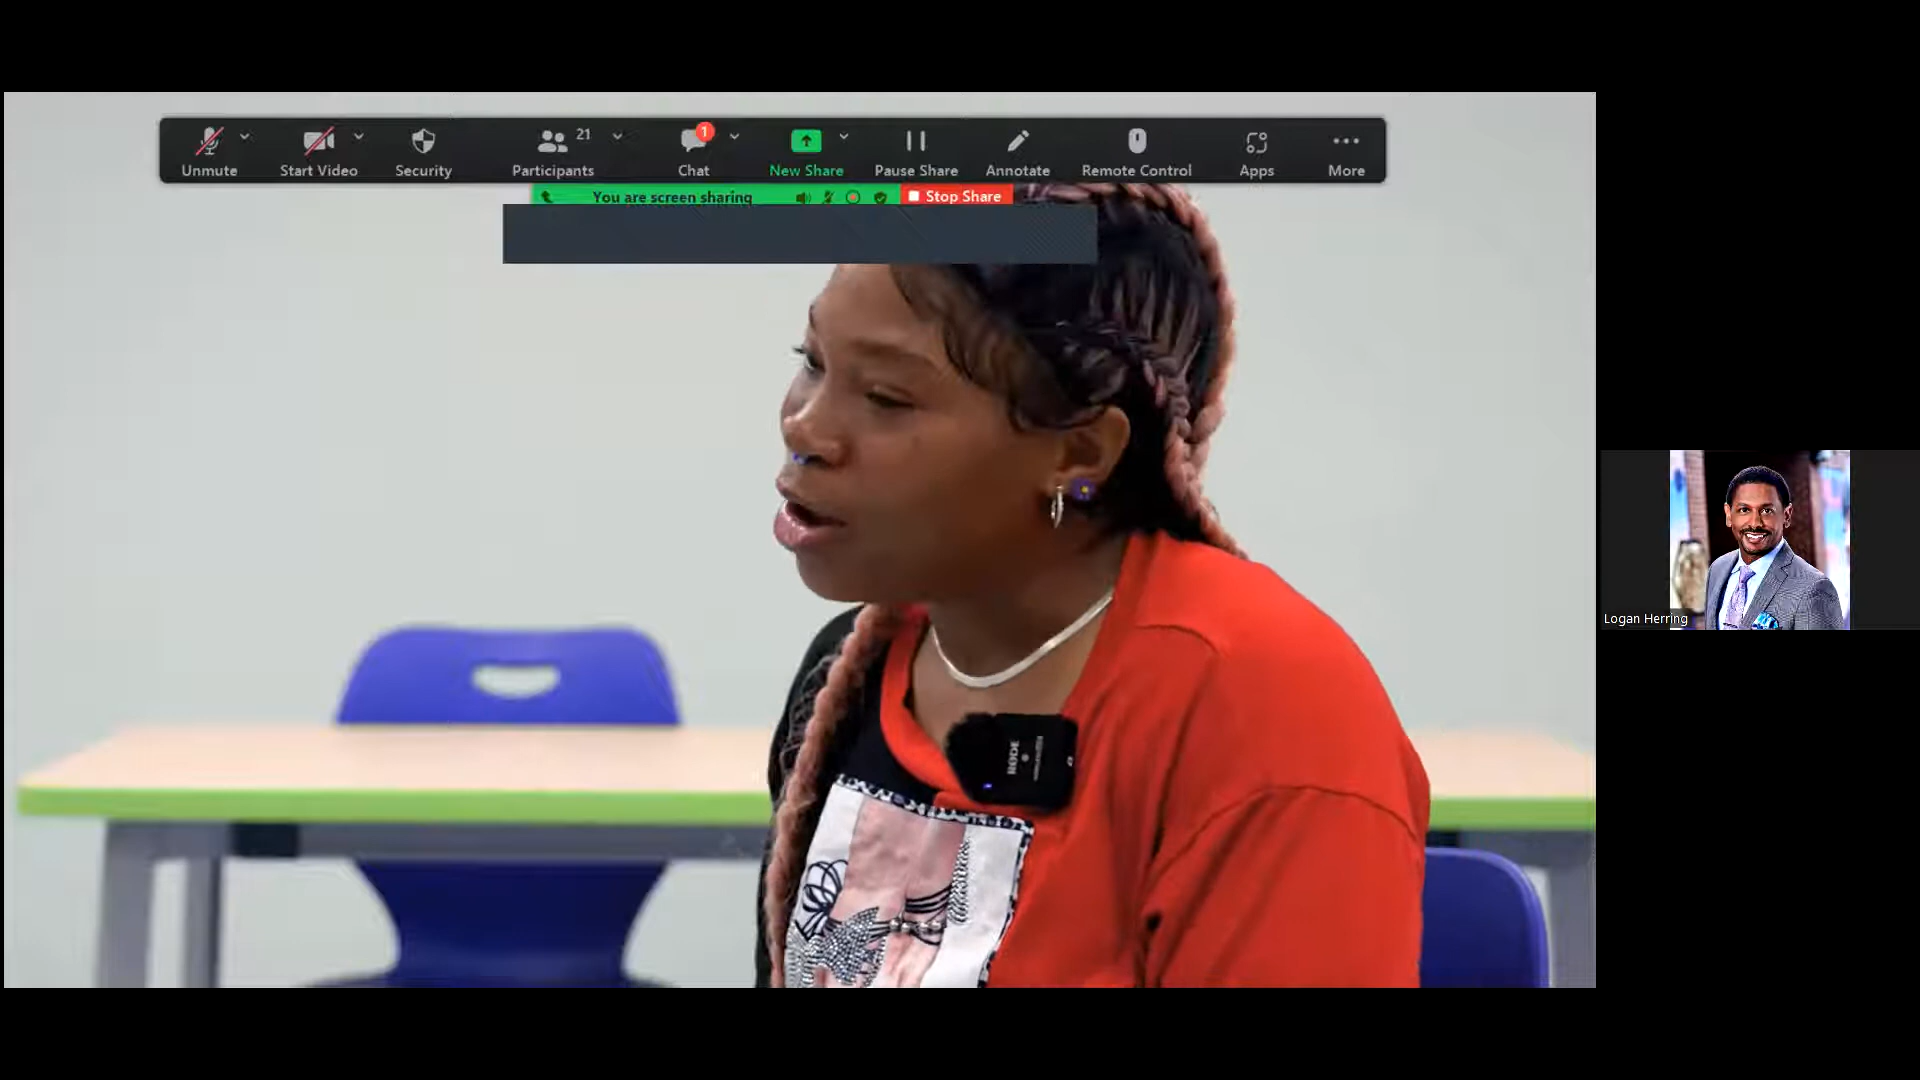 Unmute Start Video Security Participants 21 Chat 1 New Share Pause Share Annotate Remote Control Apps More
You are screen sharing Stop Share
Logan Herring
RODE